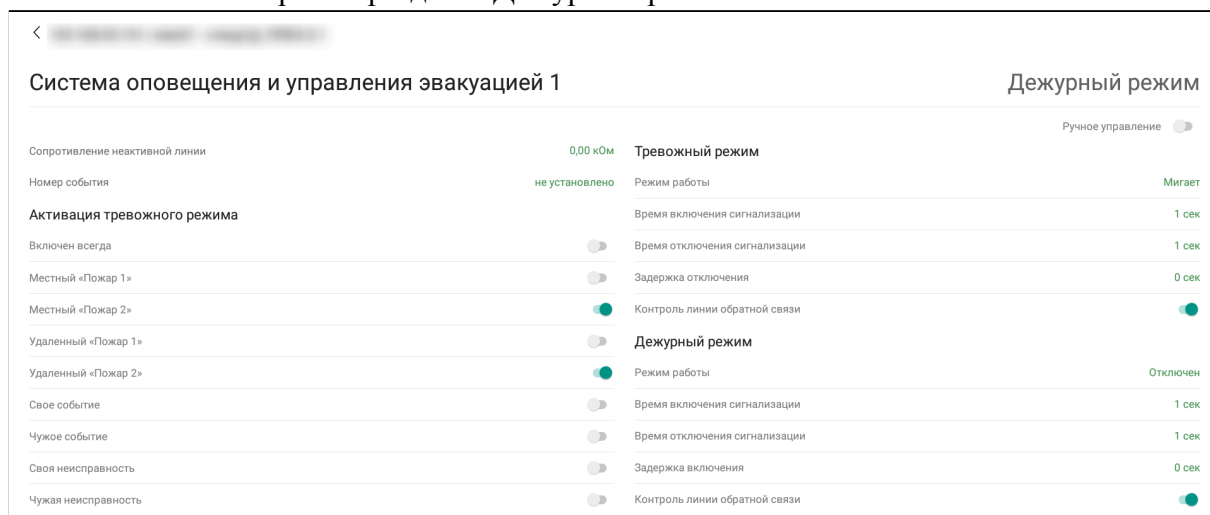 Система оповещения и управления эвакуацией 1
Дежурный режим
Ручное управление
Сопротивление неактивной линии 0,00 кОм
Номер события не установлено
Активация тревожного режима
Включен всегда
Местный «Пожар 1»
Местный «Пожар 2»
Удаленный «Пожар 1»
Удаленный «Пожар 2»
Свое событие
Чужое событие
Своя неисправность
Чужая неисправность
Тревожный режим
Режим работы Мигает
Время включения сигнализации 1 сек
Время отключения сигнализации 1 сек
Задержка отключения 0 сек
Контроль линии обратной связи
Дежурный режим
Режим работы Отключен
Время включения сигнализации 1 сек
Время отключения сигнализации 1 сек
Задержка включения 0 сек
Контроль линии обратной связи